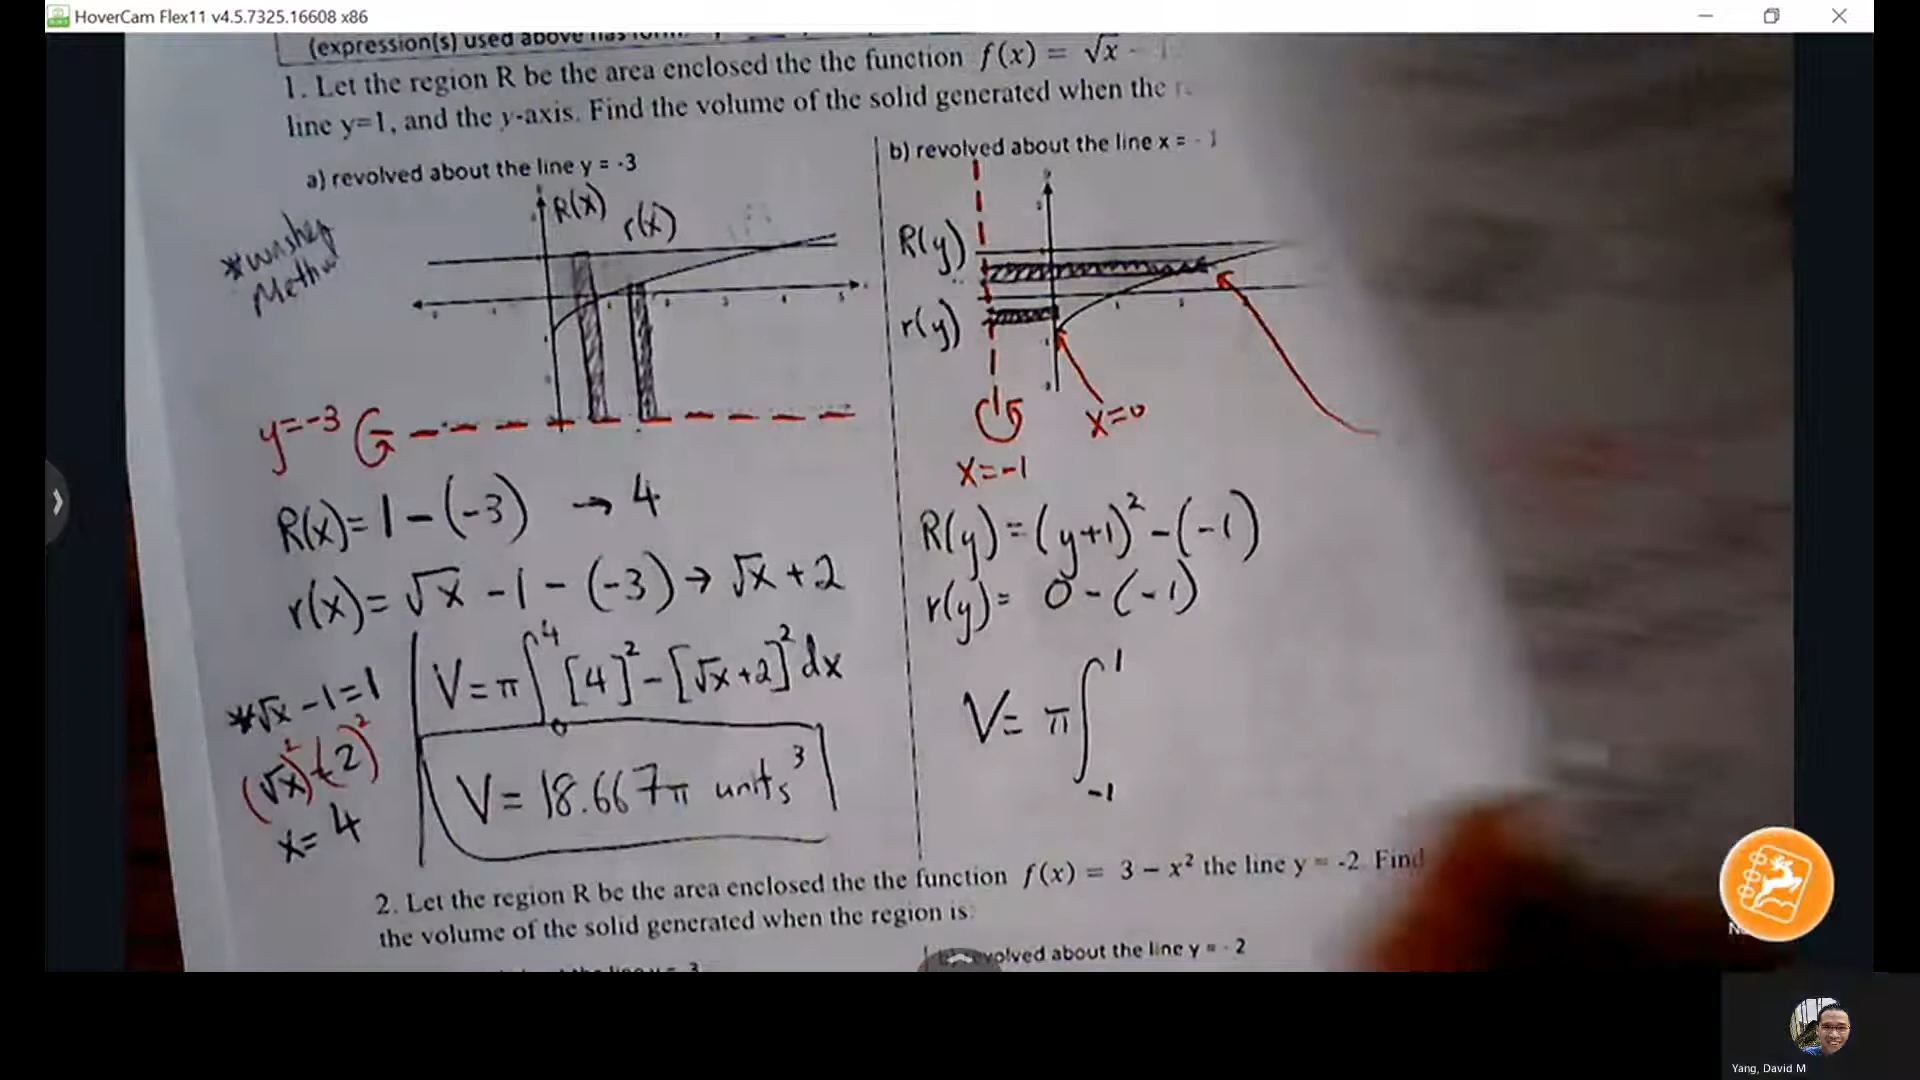 HoverCam Flex11 v4.5.7325.16608 x86
(expression(s) used above has
1. Let the region R be the area enclosed the the function f(x) = √x -
line y=1, and the y-axis. Find the volume of the solid generated when the
a) revolved about the line y = -3
b) revolved about the line x = - 1
*washer
Method
R(x)
r(x)
R(y)
r(y)
y=-3
x=0
x=-1
R(x)= 1-(-3) → 4
r(x)= √x -1-(-3) → √x +2
*√x -1=1
(√x)²=(2)²
x= 4
V= π∫₀⁴ [4]²-[√x+2]² dx
V= 18.667π units³
R(y)= (y+1)²-(-1)
r(y)= 0-(-1)
V= π∫
1
-1
2. Let the region R be the area enclosed the the function f(x) = 3 - x² the line y = -2. Find
the volume of the solid generated when the region is:
volved about the line y = - 2
Yang, David M